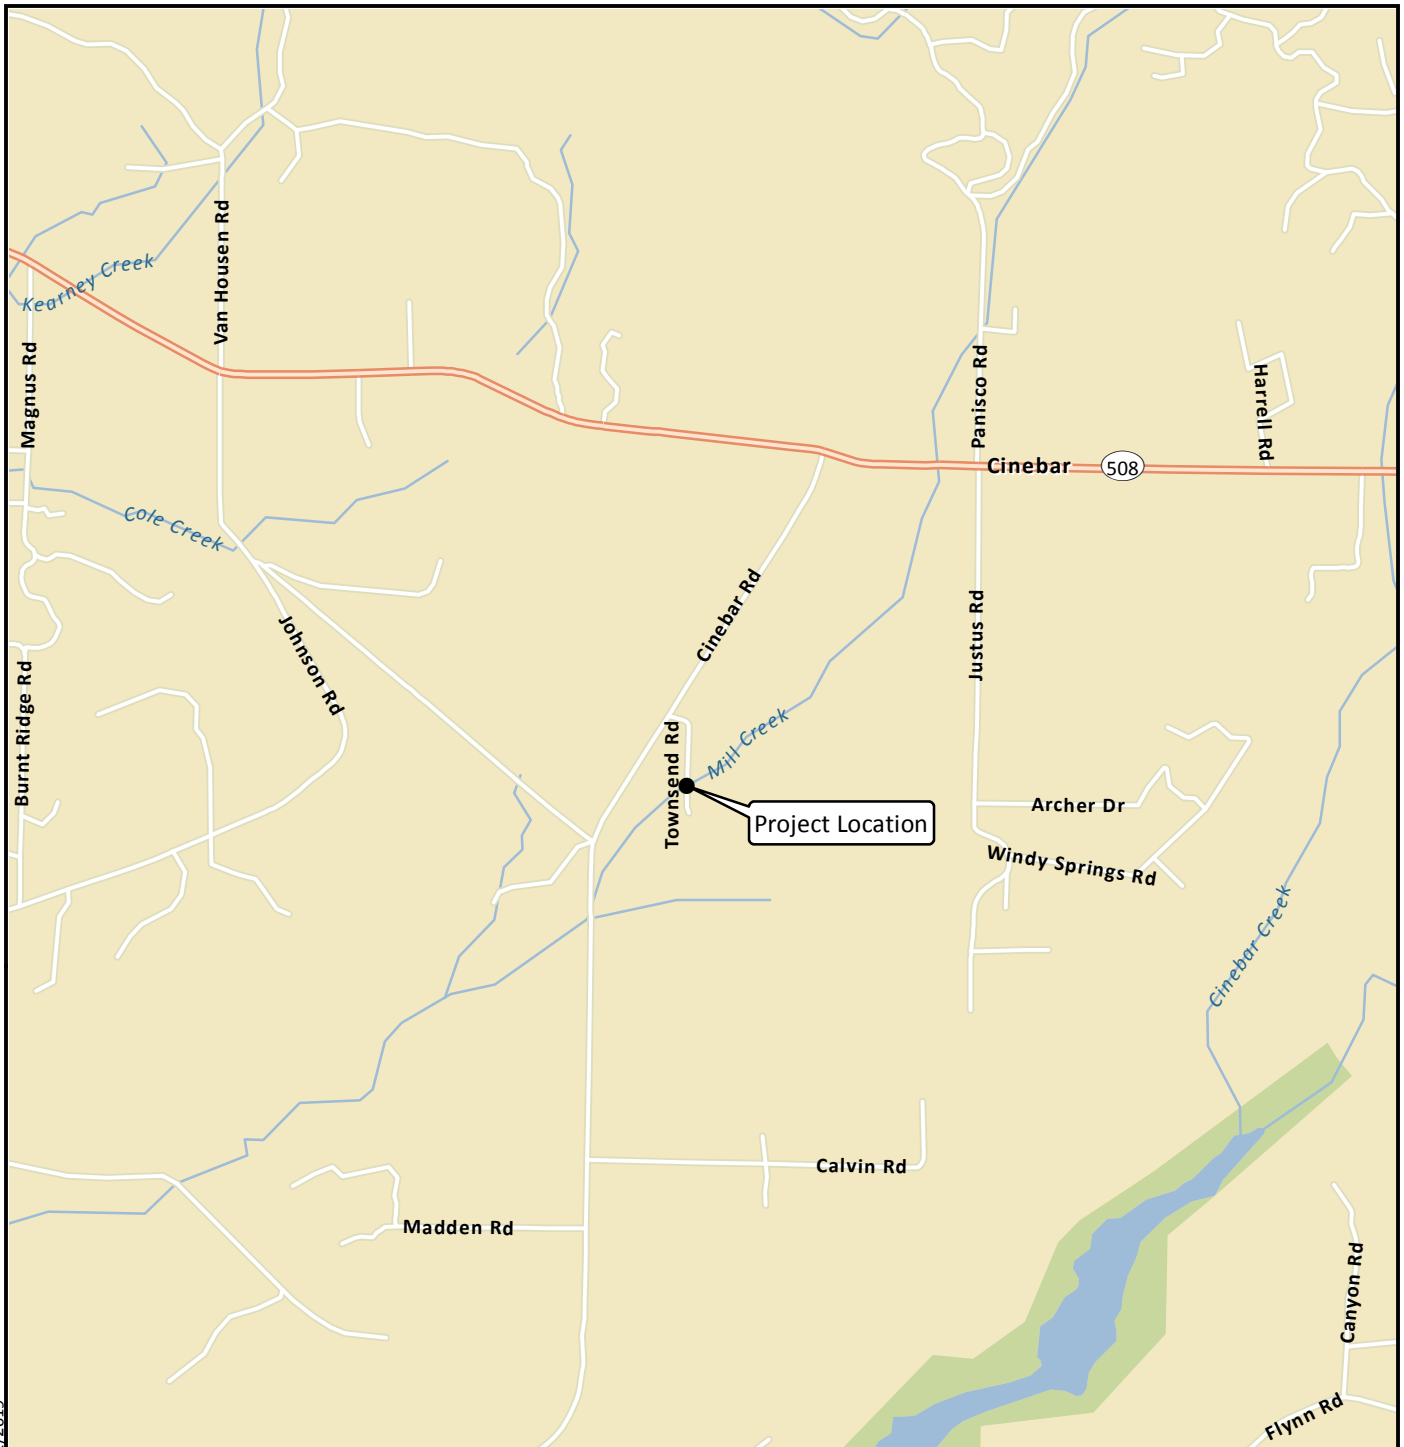 Van Housen Rd
Kearney Creek
Magnus Rd
Panisco Rd
Harrell Rd
Cinebar
508
Cole Creek
Cinebar Rd
Justus Rd
Johnson Rd
Burnt Ridge Rd
Townsend Rd
Mill Creek
Project Location
Archer Dr
Windy Springs Rd
Cinebar Creek
Calvin Rd
Madden Rd
Canyon Rd
Flynn Rd